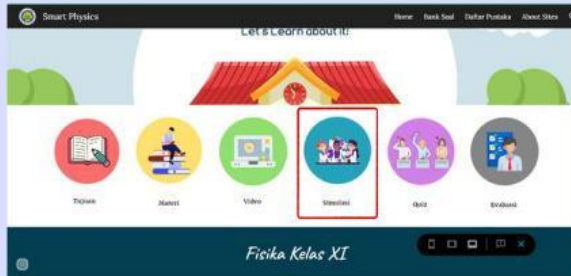 Smart Physics
Home Bank Soal Daftar Pustaka About Sites
Let's Learn about it!
Tujuan Materi Video Simulasi Quiz Evaluasi
Fisika Kelas XI